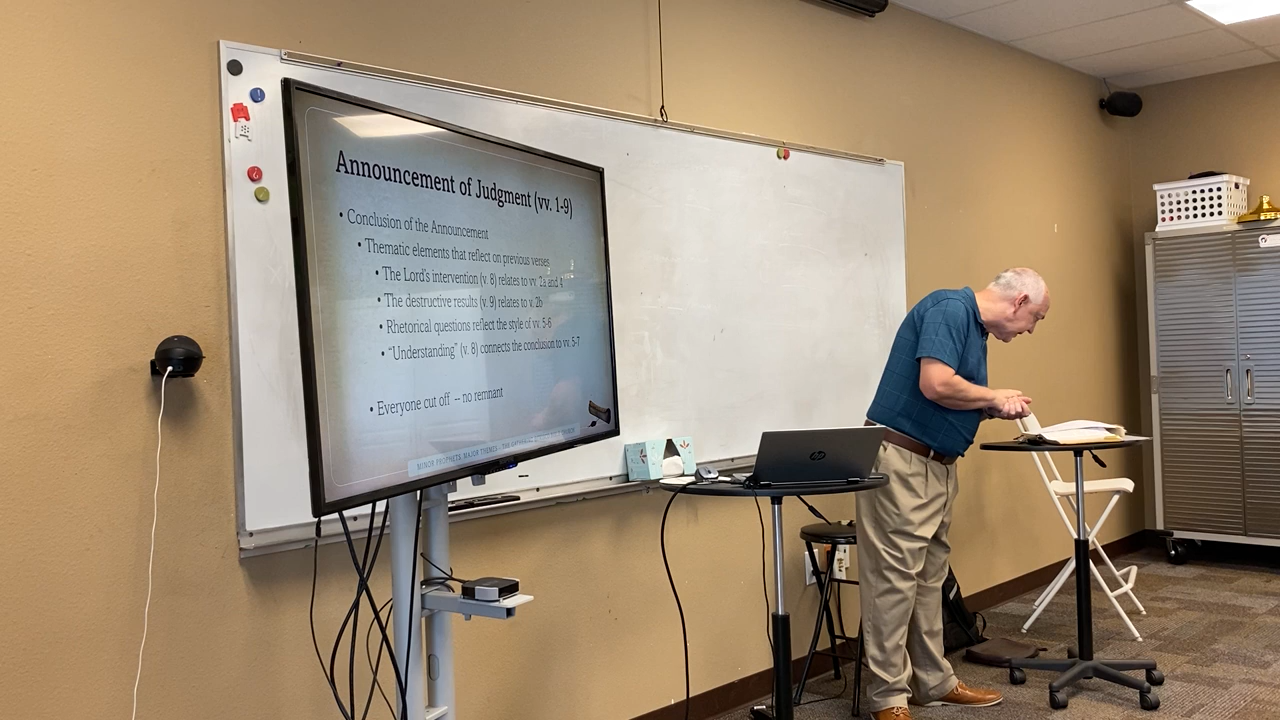 Announcement of Judgment (vv. 1-9)
• Conclusion of the Announcement
• Thematic elements that reflect on previous verses
• The Lord's intervention (v. 8) relates to vv. 2a and 4
• The destructive results (v. 9) relates to v. 2b
• Rhetorical questions reflect the style of vv. 5-6
• "Understanding" (v. 8) connects the conclusion to vv. 5-7
• Everyone cut off – no remnant
MINOR PROPHETS, MAJOR THEMES - THE GATHERING
hp